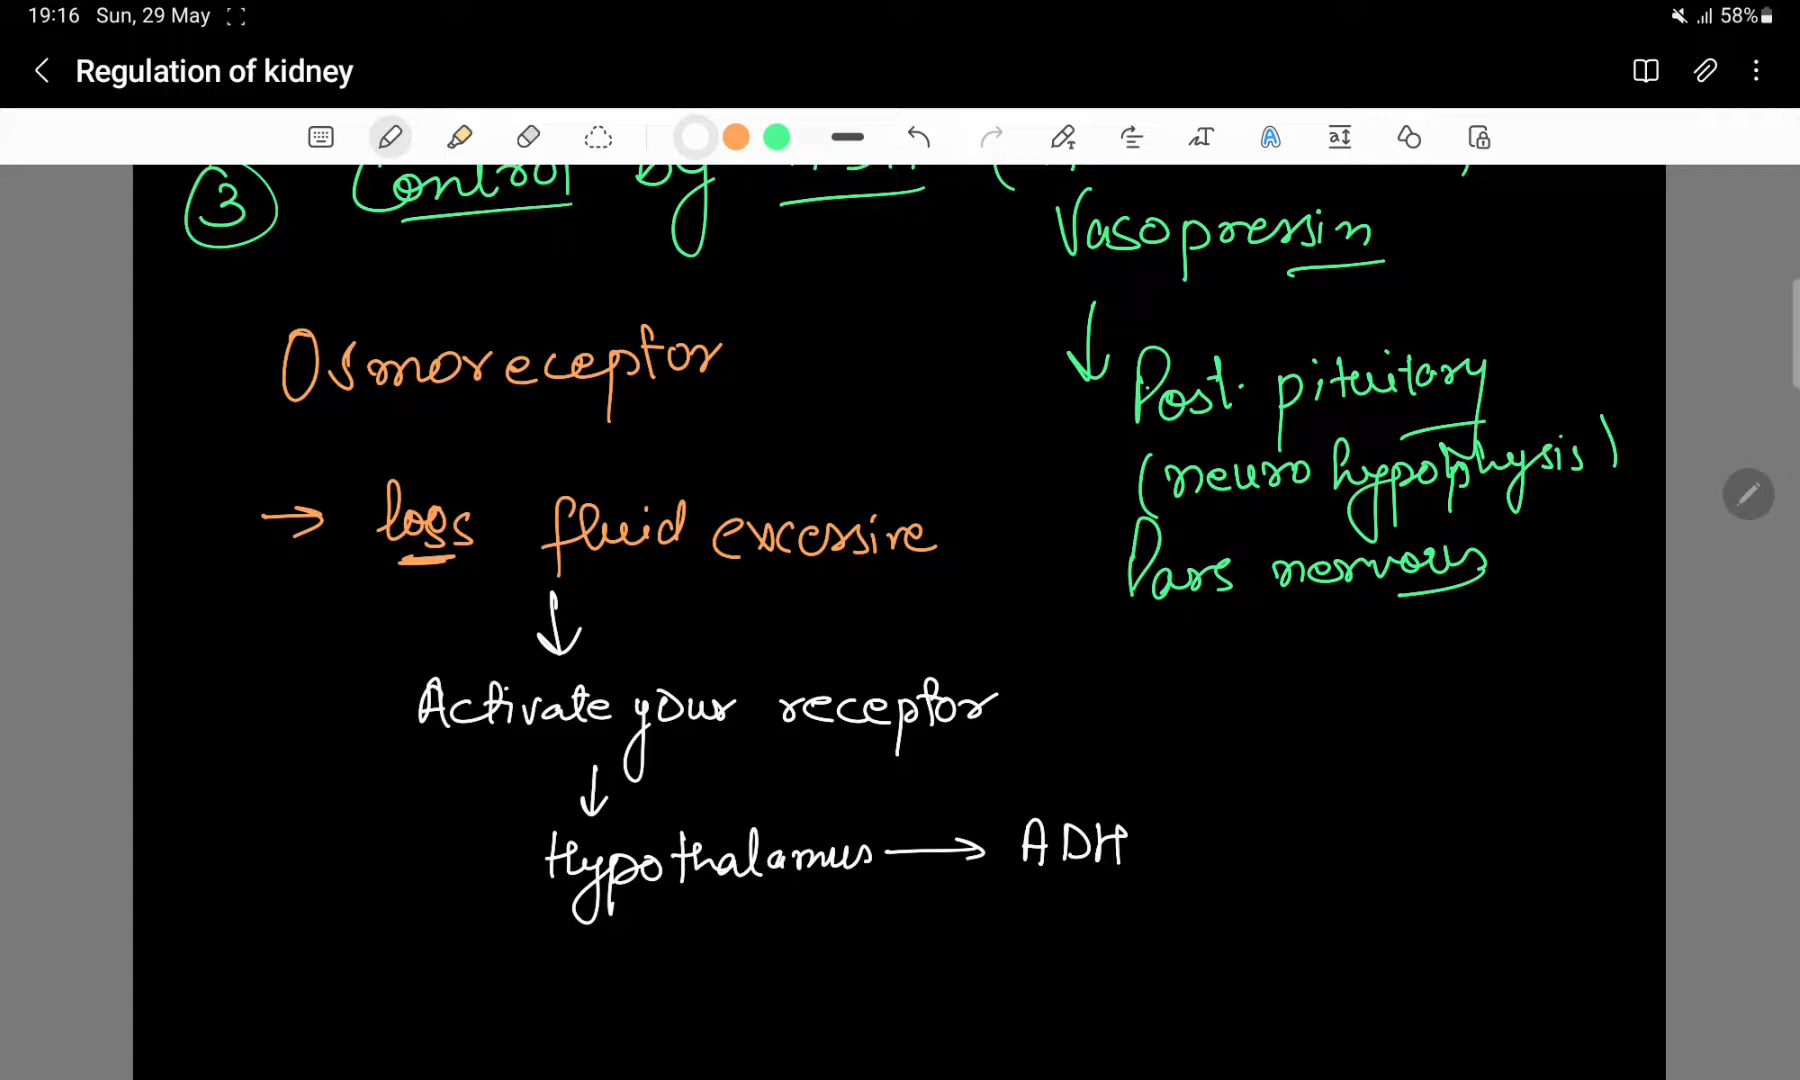 19:16 Sun, 29 May 58%
Regulation of kidney
3 Control by
Vasopressin
Osmoreceptor
Post. pituitary
(neuro hypophysis)
Pars nervous
→ loss fluid excessive
↓
Activate your receptor
↓
Hypothalamus → ADH